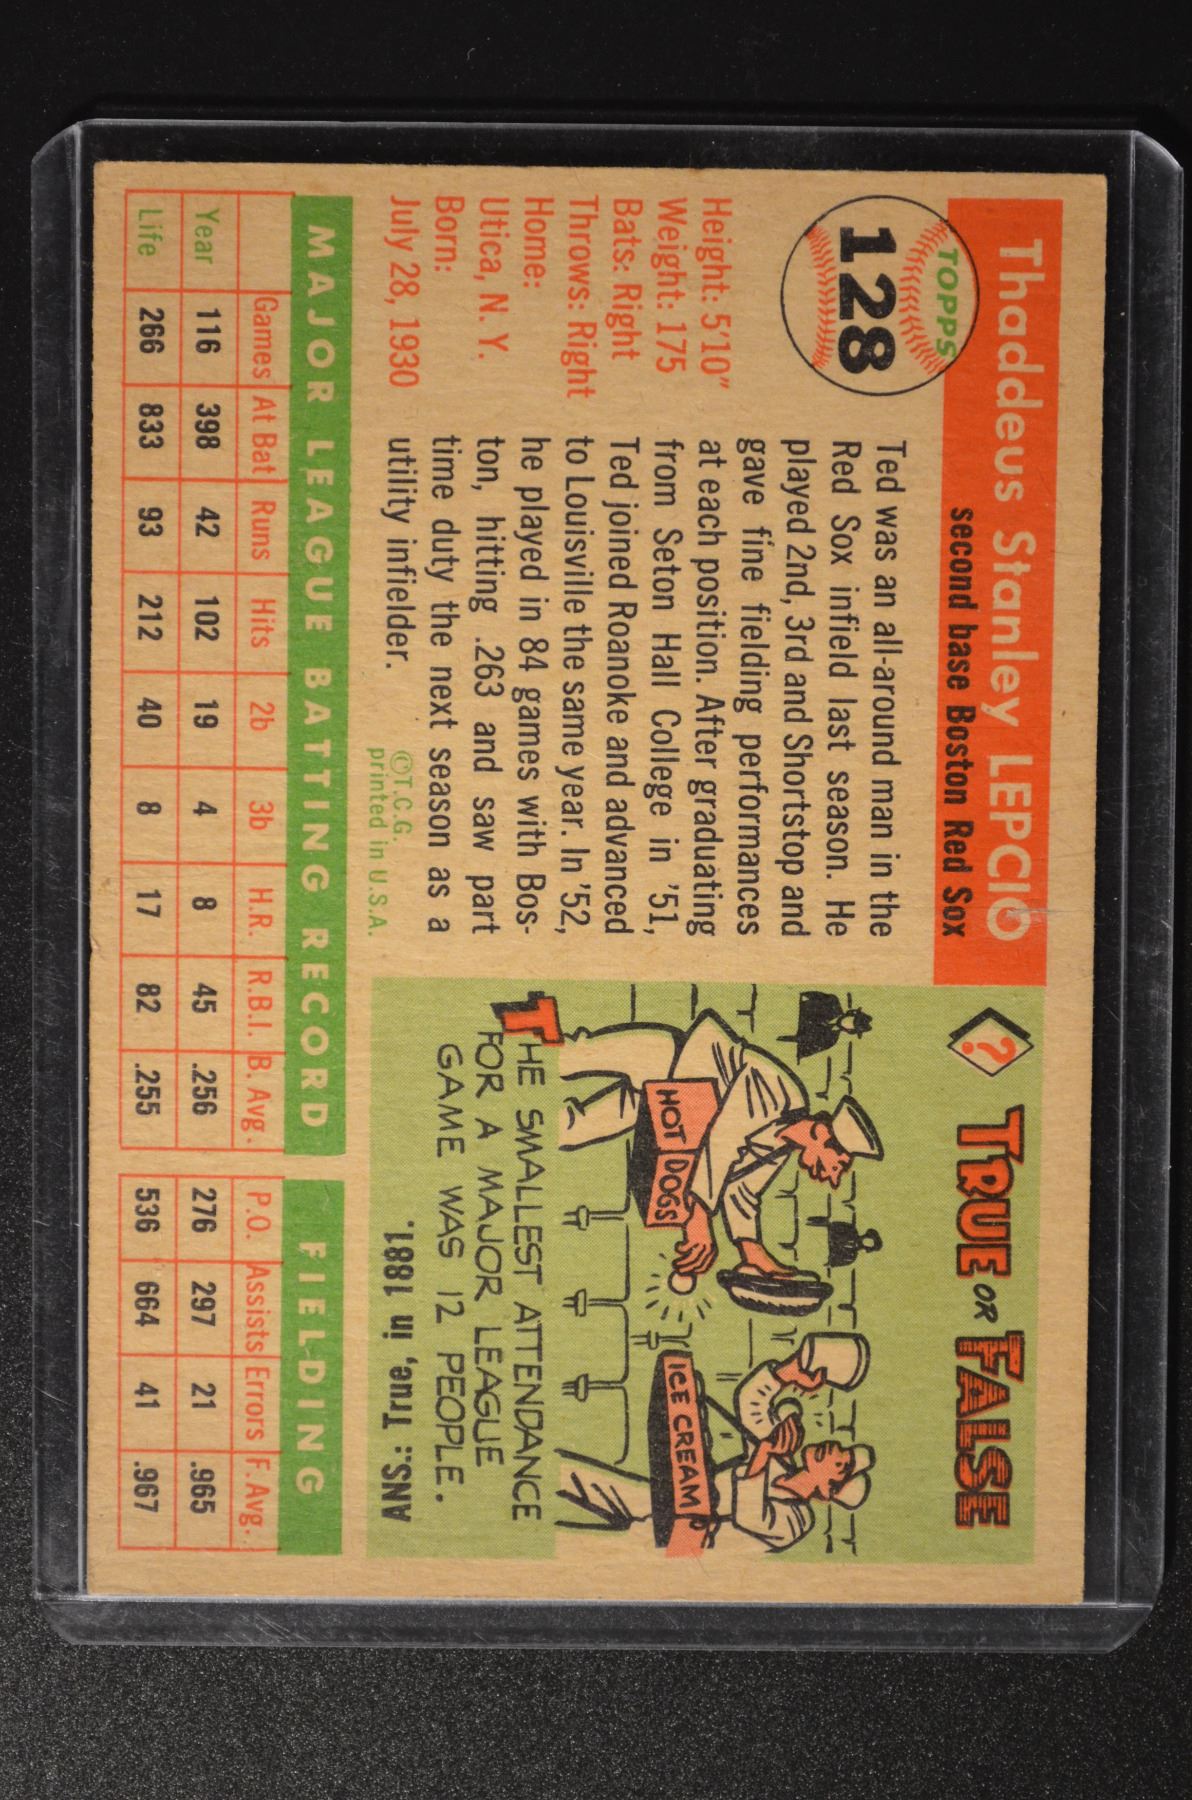 Thaddeus Stanley LEPCIO
second base Boston Red Sox
TOPPS
128
Height: 5'10"
Weight: 175
Bats: Right
Throws: Right
Home:
Utica, N. Y.
Born:
July 28, 1930
Ted was an all-around man in the
Red Sox infield last season. He
played 2nd, 3rd and Shortstop and
gave fine fielding performances
at each position. After graduating
from Seton Hall College in '51,
Ted joined Roanoke and advanced
to Louisville the same year. In '52,
he played in 84 games with Bos-
ton, hitting .263 and saw part
time duty the next season as a
utility infielder.
©T.C.G.
printed in U.S.A.
?
TRUE OR FALSE
HOT DOGS
ICE CREAM
THE SMALLEST ATTENDANCE
FOR A MAJOR LEAGUE
GAME WAS 12 PEOPLE.
ANS.: True, in 1881.
MAJOR LEAGUE BATTING RECORD FIELDING
Games At Bat Runs Hits 2b 3b H.R. R.B.I. B. Avg. P.O. Assists Errors F. Avg.
Year 116 398 42 102 19 4 8 45 .256 276 297 21 .965
Life 266 833 93 212 40 8 17 82 .255 536 664 41 .967